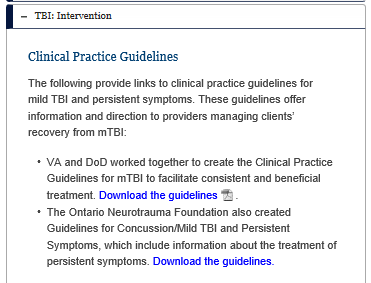 – TBI: Intervention
Clinical Practice Guidelines
The following provide links to clinical practice guidelines for
mild TBI and persistent symptoms. These guidelines offer
information and direction to providers managing clients'
recovery from mTBI:
• VA and DoD worked together to create the Clinical Practice
Guidelines for mTBI to facilitate consistent and beneficial
treatment. Download the guidelines .
• The Ontario Neurotrauma Foundation also created
Guidelines for Concussion/Mild TBI and Persistent
Symptoms, which include information about the treatment of
persistent symptoms. Download the guidelines.